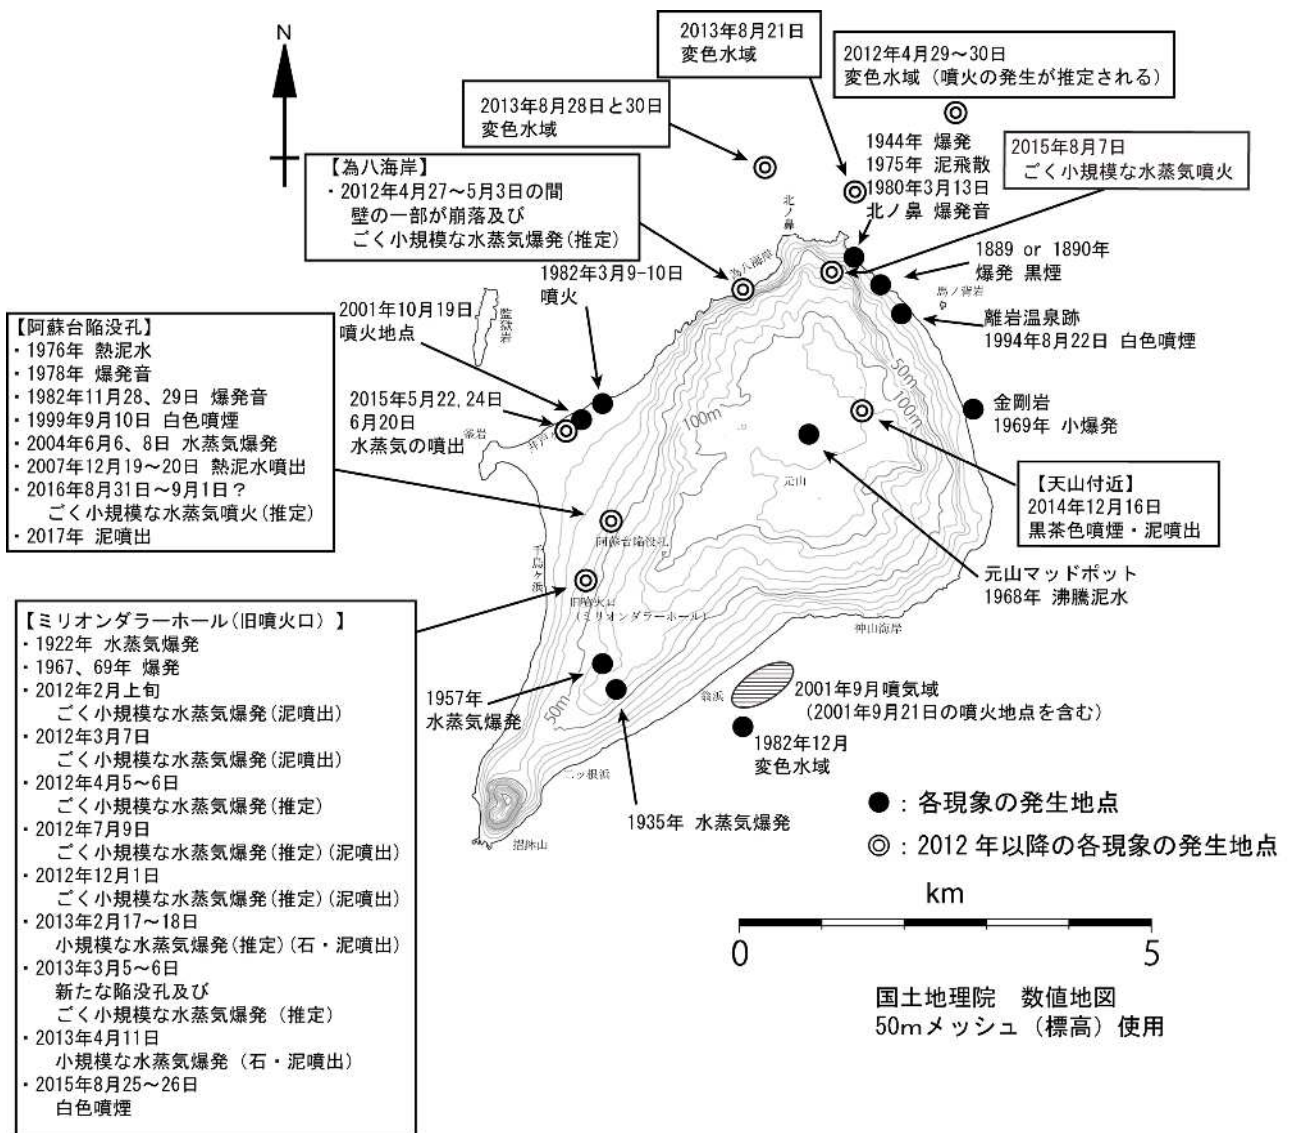 N
2013年8月21日
変色水域
2012年4月29～30日
変色水域（噴火の発生が推定される）
2013年8月28日と30日
変色水域
1944年 爆発
1975年 泥飛散
1980年3月13日
北ノ鼻 爆発音
2015年8月7日
ごく小規模な水蒸気噴火
【為八海岸】
・2012年4月27～5月3日の間
壁の一部が崩落及び
ごく小規模な水蒸気爆発(推定)
北ノ鼻
為八海岸
1889 or 1890年
爆発 黒煙
馬ノ背岩
離岩温泉跡
1994年8月22日 白色噴煙
1982年3月9-10日
噴火
2001年10月19日
噴火地点
監獄岩
【阿蘇台陥没孔】
・1976年 熱泥水
・1978年 爆発音
・1982年11月28、29日 爆発音
・1999年9月10日 白色噴煙
・2004年6月6、8日 水蒸気爆発
・2007年12月19～20日 熱泥水噴出
・2016年8月31日～9月1日？
ごく小規模な水蒸気噴火(推定)
・2017年 泥噴出
2015年5月22,24日
6月20日
水蒸気の噴出
釜岩
50m
100m
100m
金剛岩
1969年 小爆発
元山
【天山付近】
2014年12月16日
黒茶色噴煙・泥噴出
阿蘇台陥没孔
千鳥ヶ浜
元山マッドポット
1968年 沸騰泥水
旧噴火口
(ミリオンダラーホール)
神山海岸
【ミリオンダラーホール(旧噴火口）】
・1922年 水蒸気爆発
・1967、69年 爆発
・2012年2月上旬
ごく小規模な水蒸気爆発(泥噴出)
・2012年3月7日
ごく小規模な水蒸気爆発(泥噴出)
・2012年4月5～6日
ごく小規模な水蒸気爆発(推定)
・2012年7月9日
ごく小規模な水蒸気爆発(推定)(泥噴出)
・2012年12月1日
ごく小規模な水蒸気爆発(推定)(泥噴出)
・2013年2月17～18日
小規模な水蒸気爆発(推定)(石・泥噴出)
・2013年3月5～6日
新たな陥没孔及び
ごく小規模な水蒸気爆発（推定）
・2013年4月11日
小規模な水蒸気爆発（石・泥噴出）
・2015年8月25～26日
白色噴煙
1957年
水蒸気爆発
50m
翁浜
2001年9月噴気域
（2001年9月21日の噴火地点を含む）
1982年12月
変色水域
二ッ根浜
1935年 水蒸気爆発
摺鉢山
●：各現象の発生地点
◎：2012年以降の各現象の発生地点
km
0 5
国土地理院 数値地図
50mメッシュ（標高）使用